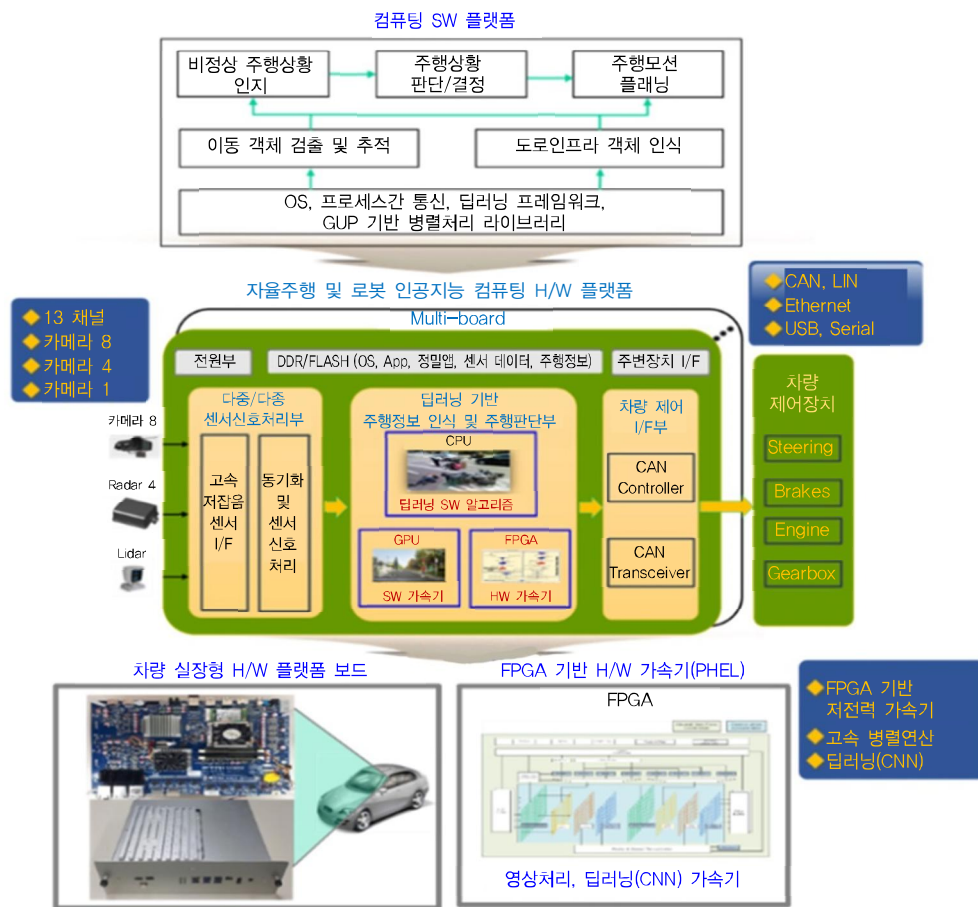 컴퓨팅 SW 플랫폼
비정상 주행상황
인지
주행상황
판단/결정
주행모션
플래닝
이동 객체 검출 및 추적
도로인프라 객체 인식
OS, 프로세스간 통신, 딥러닝 프레임워크,
GUP 기반 병렬처리 라이브러리
자율주행 및 로봇 인공지능 컴퓨팅 H/W 플랫폼
Multi-board
◆CAN, LIN
◆Ethernet
◆USB, Serial
◆13 채널
◆카메라 8
◆카메라 4
◆카메라 1
전원부
DDR/FLASH (OS, App, 정밀앱, 센서 데이터, 주행정보)
주변장치 I/F
카메라 8
Radar 4
Lidar
다중/다종
센서신호처리부
고속
저잡음
센서
I/F
동기화
및
센서
신호
처리
딥러닝 기반
주행정보 인식 및 주행판단부
CPU
딥러닝 SW 알고리즘
GPU
SW 가속기
FPGA
HW 가속기
차량 제어
I/F부
CAN
Controller
CAN
Transceiver
차량
제어장치
Steering
Brakes
Engine
Gearbox
차량 실장형 H/W 플랫폼 보드
FPGA 기반 H/W 가속기(PHEL)
FPGA
영상처리, 딥러닝(CNN) 가속기
◆FPGA 기반
저전력 가속기
◆고속 병렬연산
◆딥러닝(CNN)